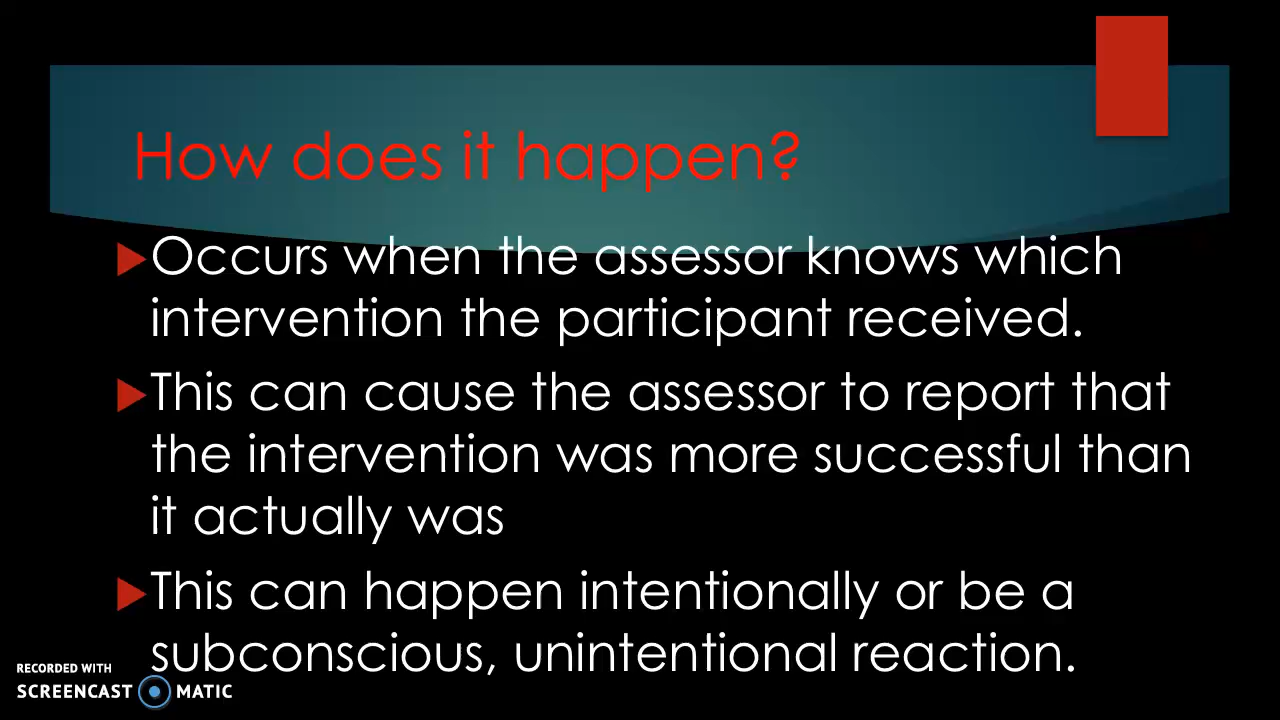 How does it happen?
Occurs when the assessor knows which
intervention the participant received.
This can cause the assessor to report that
the intervention was more successful than
it actually was
This can happen intentionally or be a
subconscious, unintentional reaction.
RECORDED WITH
SCREENCAST MATIC